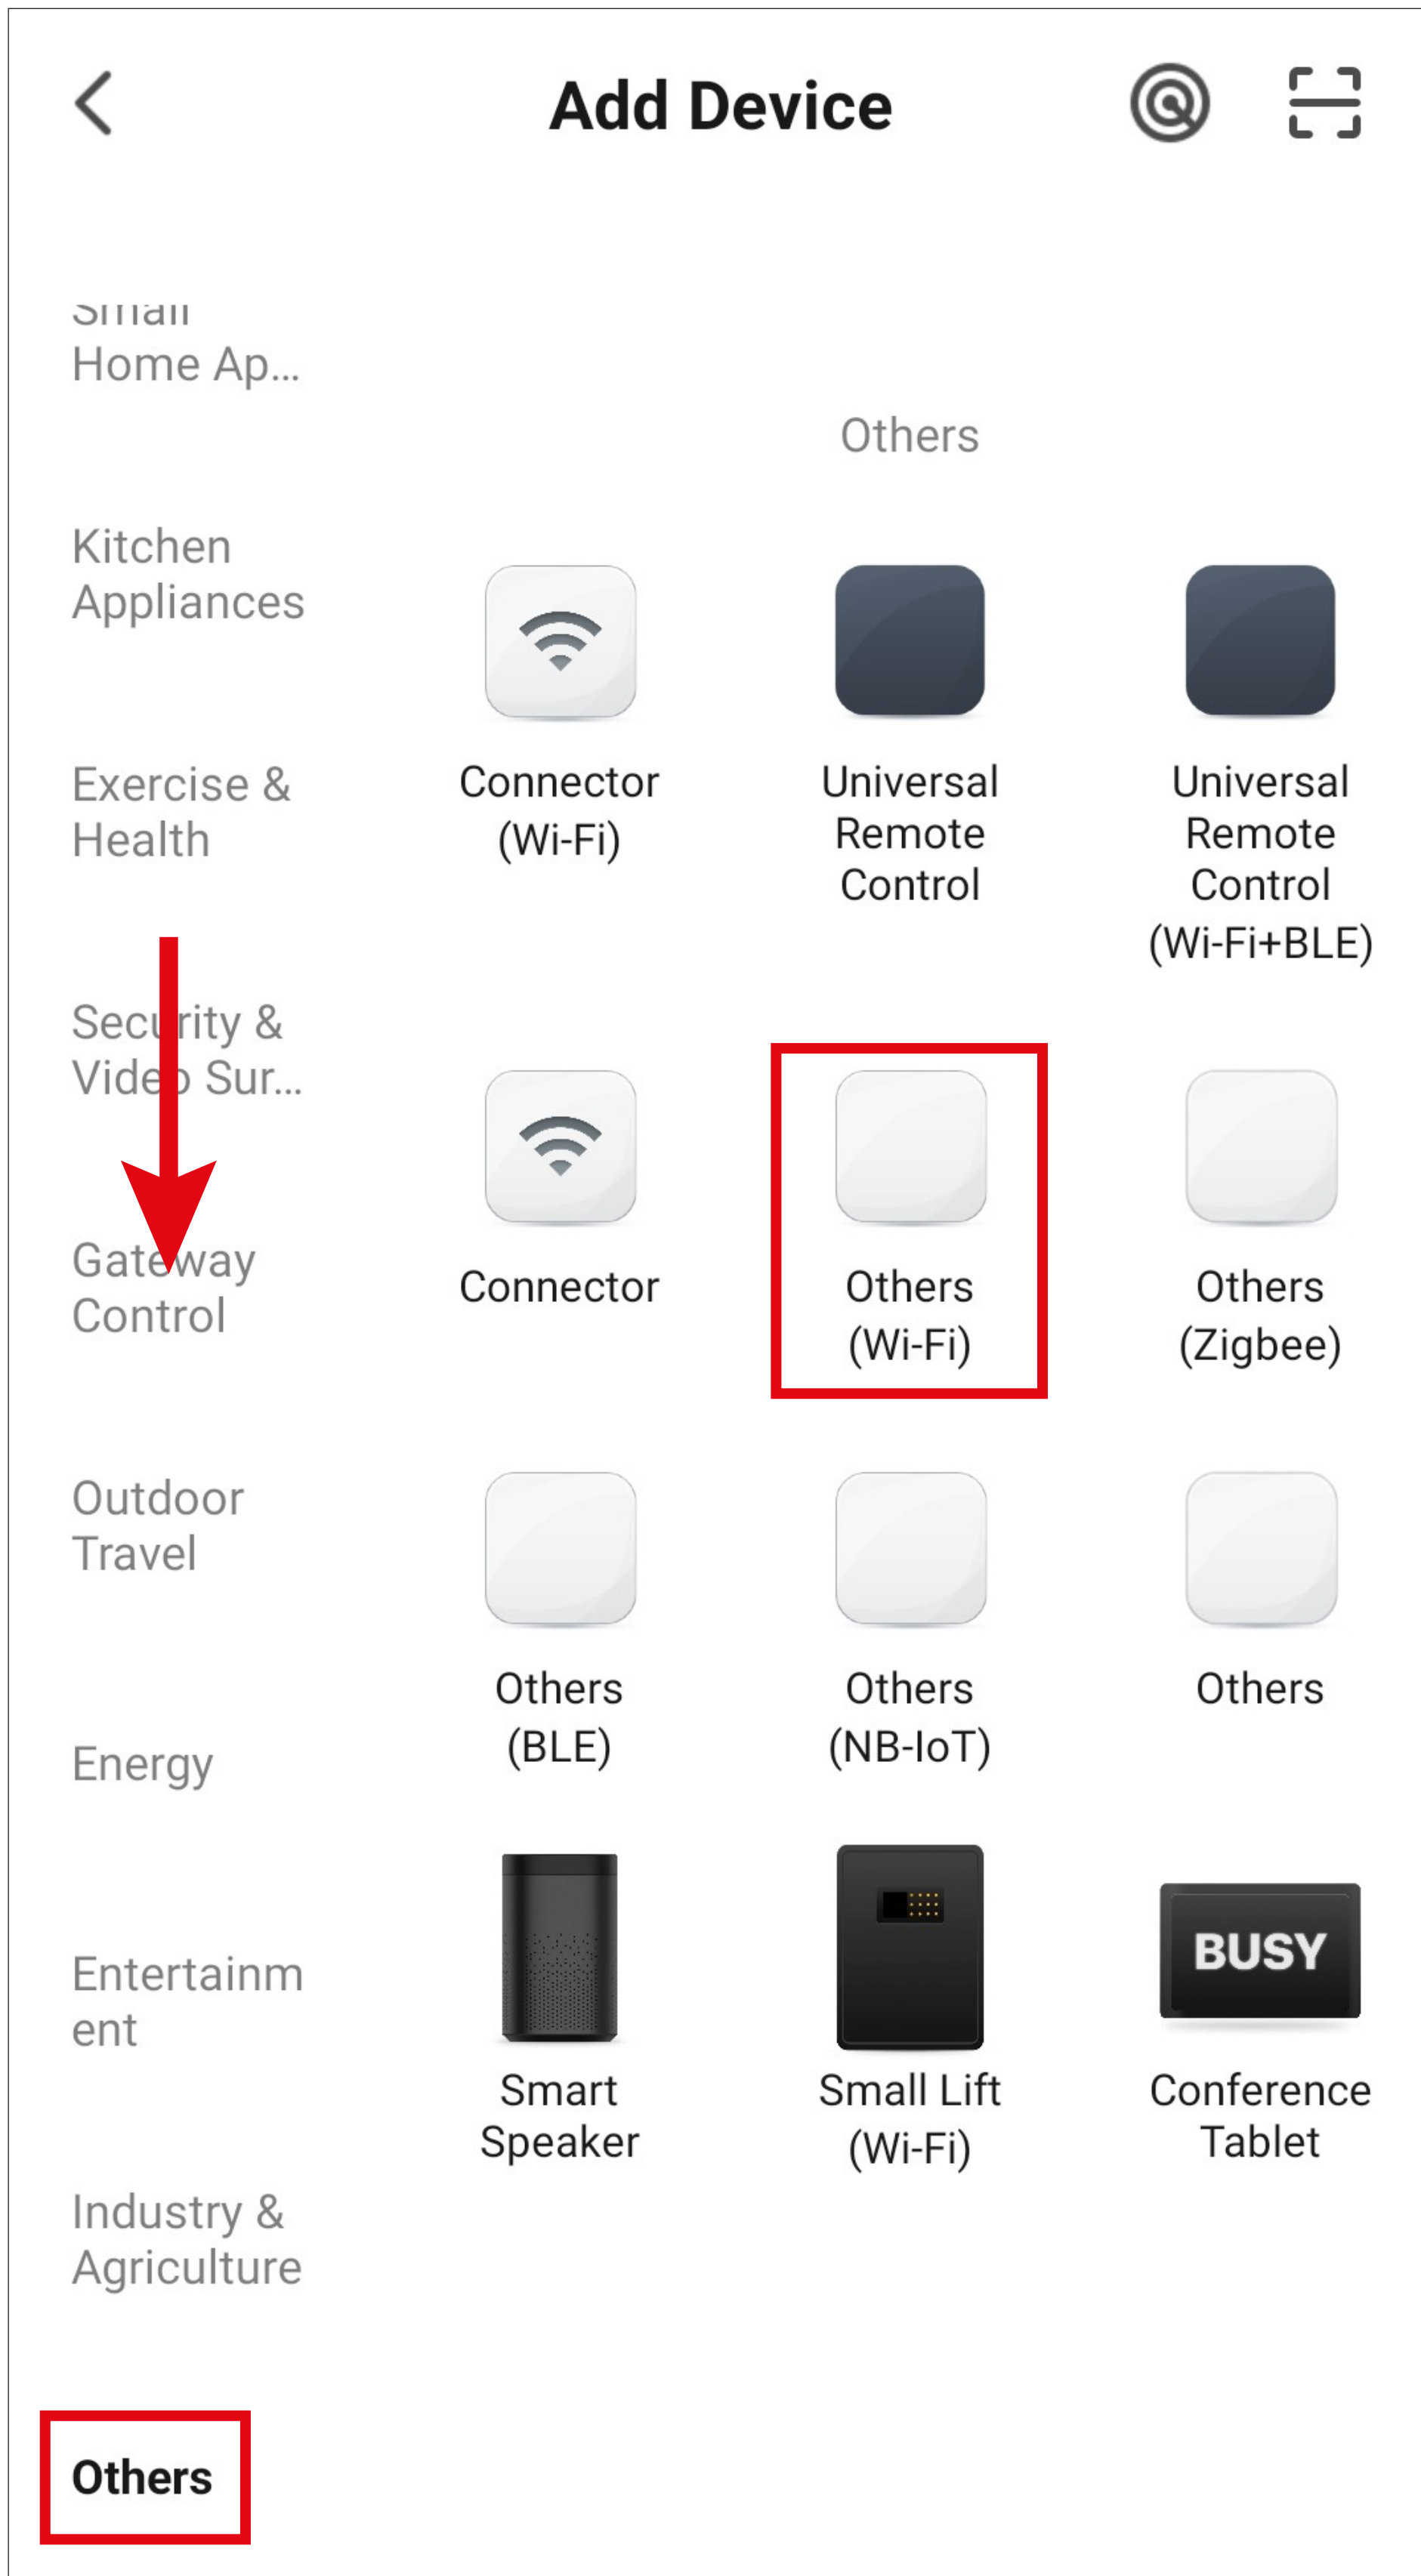 Add Device
Small
Home Ap...
Kitchen
Appliances
Exercise &
Health
Security &
Video Sur...
Gateway
Control
Outdoor
Travel
Energy
Entertainm
ent
Industry &
Agriculture
Others
Others
Connector
(Wi-Fi)
Universal
Remote
Control
Universal
Remote
Control
(Wi-Fi+BLE)
Connector
Others
(Wi-Fi)
Others
(Zigbee)
Others
(BLE)
Others
(NB-IoT)
Others
Smart
Speaker
Small Lift
(Wi-Fi)
BUSY
Conference
Tablet